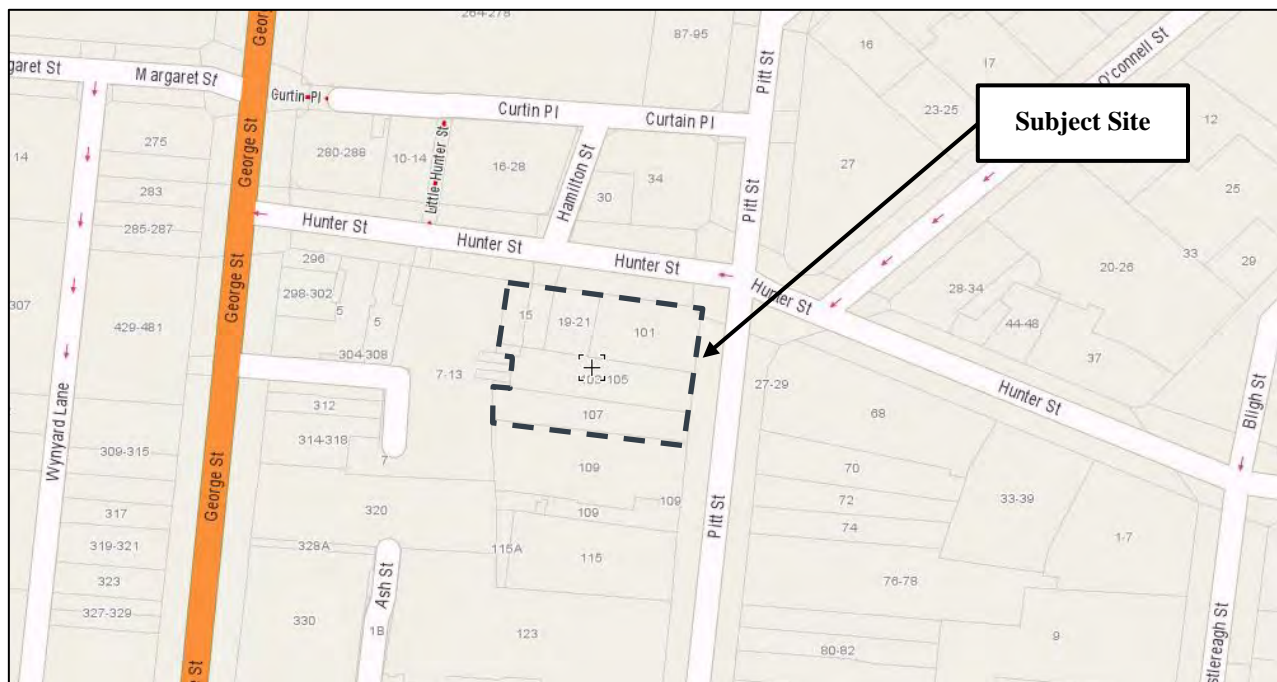 264-278
87-95
16
17
O'connell St
Pitt St
garet St
Margaret St
Geor
George St
Curtin Pl
Curtin Pl
Curtain Pl
23-25
12
Subject Site
14
275
280-288
10-14
Little Hunter St
16-28
Hamilton St
30
34
27
25
283
285-287
Hunter St
Hunter St
Hunter St
Pitt St
Hunter St
20-26
33
29
28-34
44-48
37
307
429-481
George St
296
298-302
5
5
304-308
15
19-21
101
7-13
105
107
27-29
68
Hunter St
Bligh St
Wynyard Lane
309-315
312
314-318
7
109
109
109
70
72
74
33-39
1-7
George St
317
319-321
323
327-329
320
328A
115A
115
Pitt St
76-78
Ash St
330
1B
123
80-82
9
stlereagh St
St